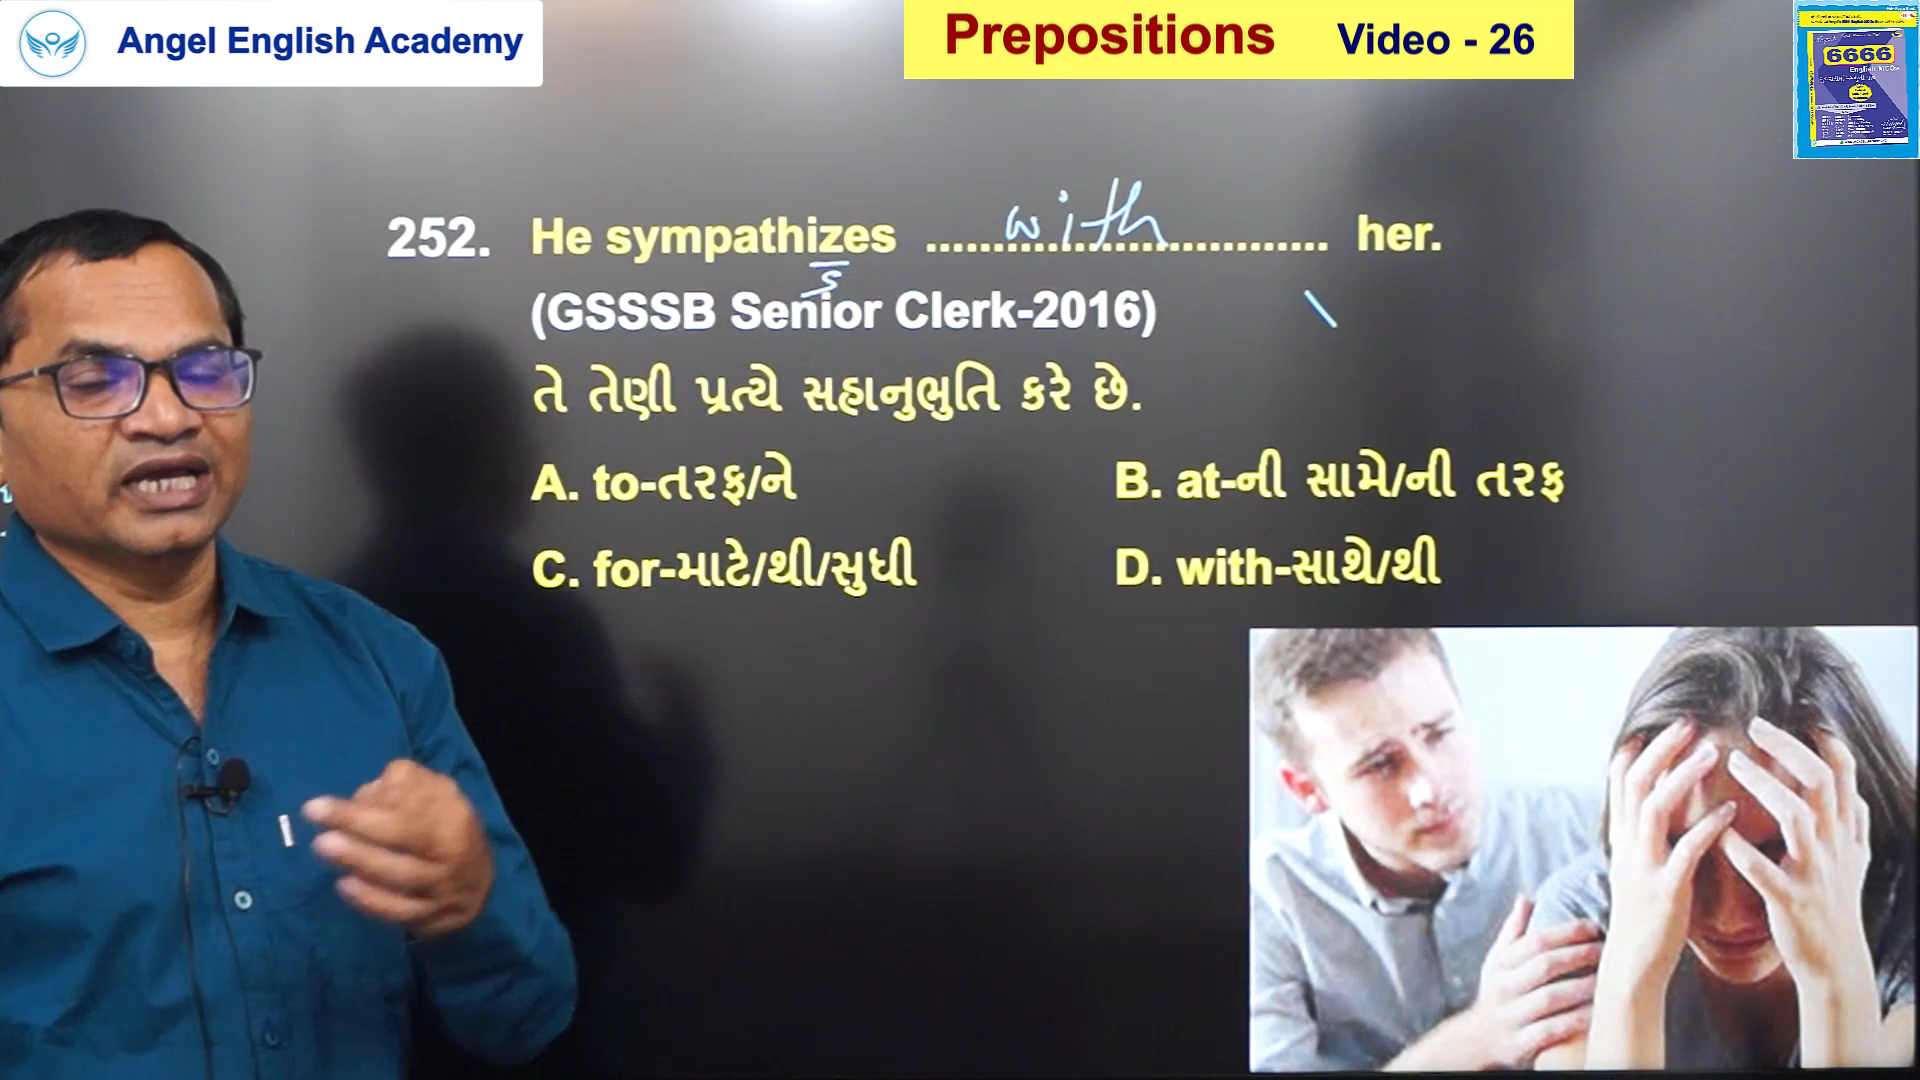 Angel English Academy
Prepositions Video - 26
6666
252. He sympathizes ..............with.............. her.
s
(GSSSB Senior Clerk-2016)
તે તેણી પ્રત્યે સહાનુભુતિ કરે છે.
A. to-તરફ/ને B. at-ની સામે/ની તરફ
C. for-માટે/થી/સુધી D. with-સાથે/થી